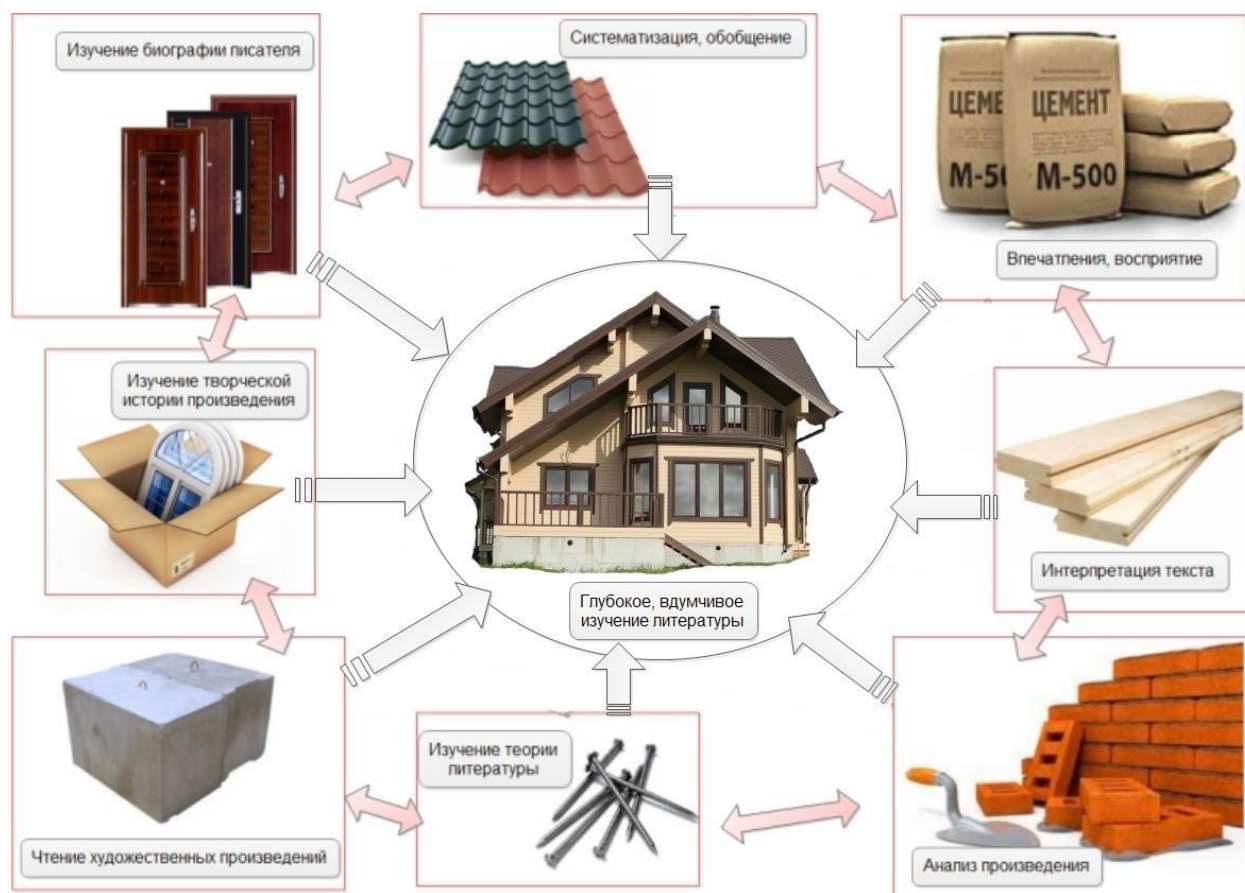 Изучение биографии писателя
Систематизация, обобщение
ЦЕМЕ
ЦЕМЕНТ
М-50
М-500
Впечатления, восприятие
Изучение творческой
истории произведения
Интерпретация текста
Глубокое, вдумчивое
изучение литературы
Изучение теории
литературы
Чтение художественных произведений
Анализ произведения